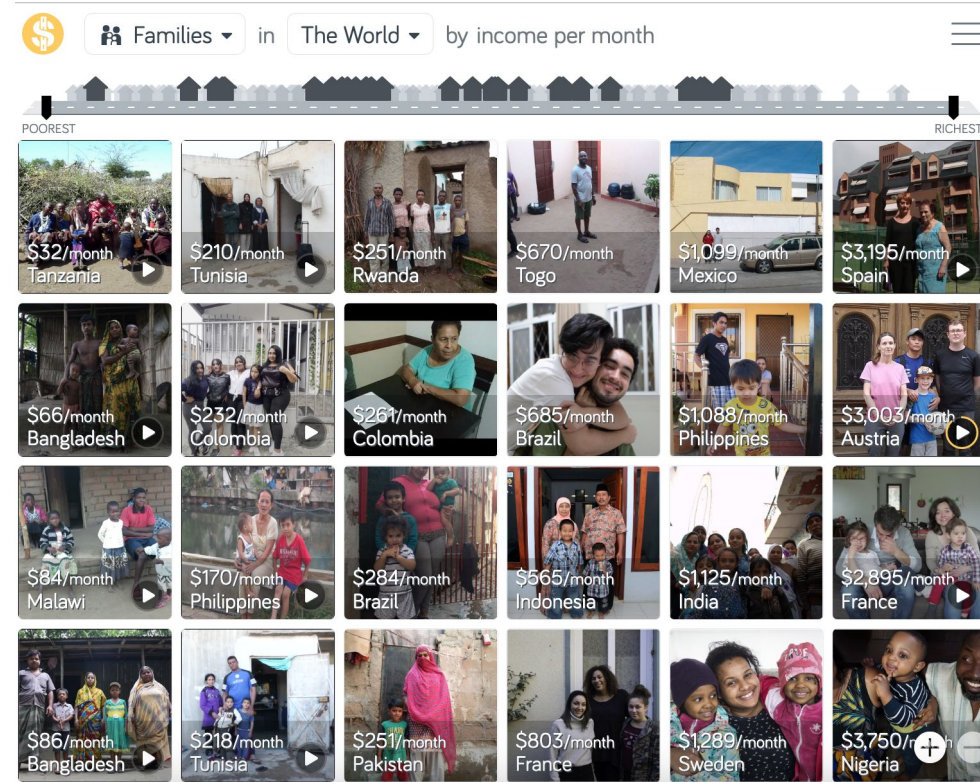 Families in The World by income per month
POOREST RICHEST
$32/month
Tanzania
$210/month
Tunisia
$251/month
Rwanda
$670/month
Togo
$1,099/month
Mexico
$3,195/month
Spain
$66/month
Bangladesh
$232/month
Colombia
$261/month
Colombia
$685/month
Brazil
$1,088/month
Philippines
$3,003/month
Austria
$84/month
Malawi
$170/month
Philippines
$284/month
Brazil
$565/month
Indonesia
$1,125/month
India
$2,895/month
France
$86/month
Bangladesh
$218/month
Tunisia
$251/month
Pakistan
$803/month
France
$1,289/month
Sweden
$3,750/
Nigeria